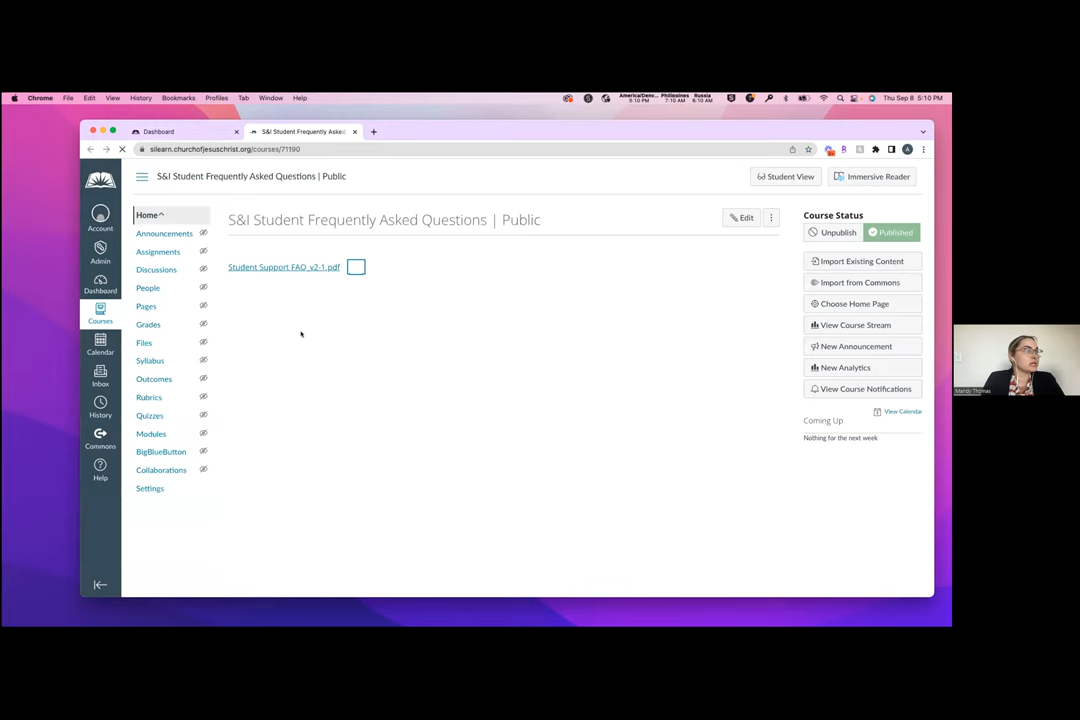 Chrome File Edit View History Bookmarks Profiles Tab Window Help
America/Denv... Philippines Russia
5:10 PM 7:10 AM 6:10 AM
Thu Sep 8 5:10 PM
Dashboard
S&I Student Frequently Asked
silearn.churchofjesuschrist.org/courses/71190
S&I Student Frequently Asked Questions | Public
Student View
Immersive Reader
Account
Admin
Dashboard
Courses
Calendar
Inbox
History
Commons
Help
Home
Announcements
Assignments
Discussions
People
Pages
Grades
Files
Syllabus
Outcomes
Rubrics
Quizzes
Modules
BigBlueButton
Collaborations
Settings
S&I Student Frequently Asked Questions | Public
Edit
Student Support FAQ_v2-1.pdf
Course Status
Unpublish
Published
Import Existing Content
Import from Commons
Choose Home Page
View Course Stream
New Announcement
New Analytics
View Course Notifications
View Calendar
Coming Up
Nothing for the next week
Mandy Thomas